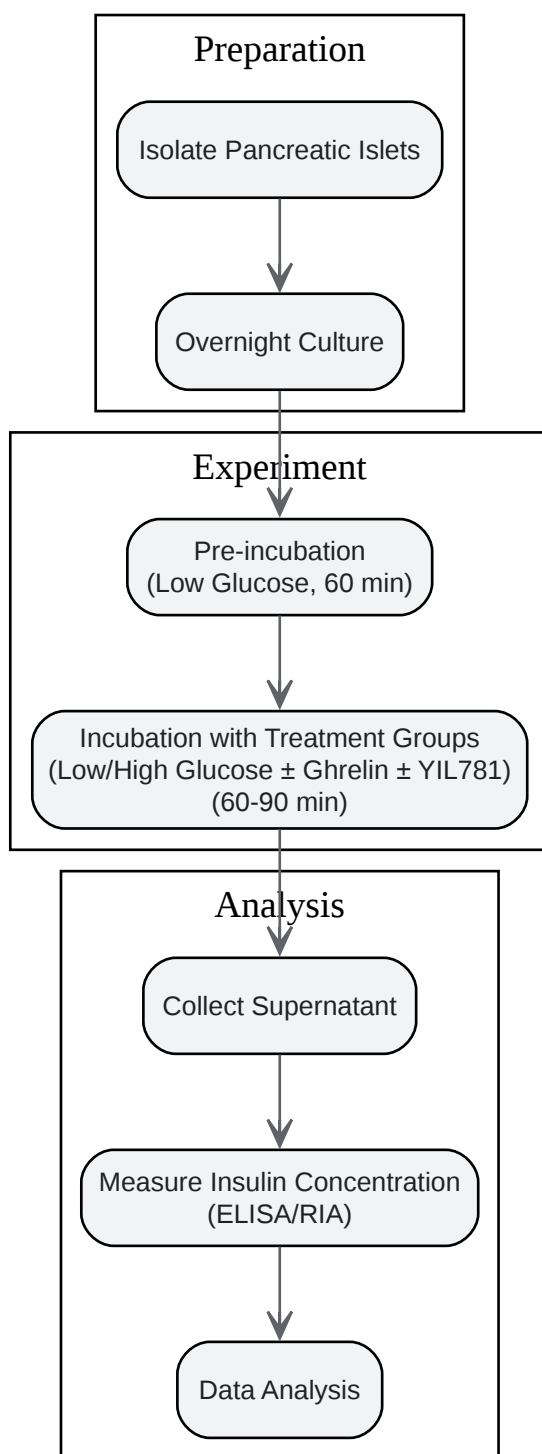 Preparation
Isolate Pancreatic Islets
Overnight Culture
Experiment
Pre-incubation
(Low Glucose, 60 min)
Incubation with Treatment Groups
(Low/High Glucose ± Ghrelin ± YIL781)
(60-90 min)
Analysis
Collect Supernatant
Measure Insulin Concentration
(ELISA/RIA)
Data Analysis